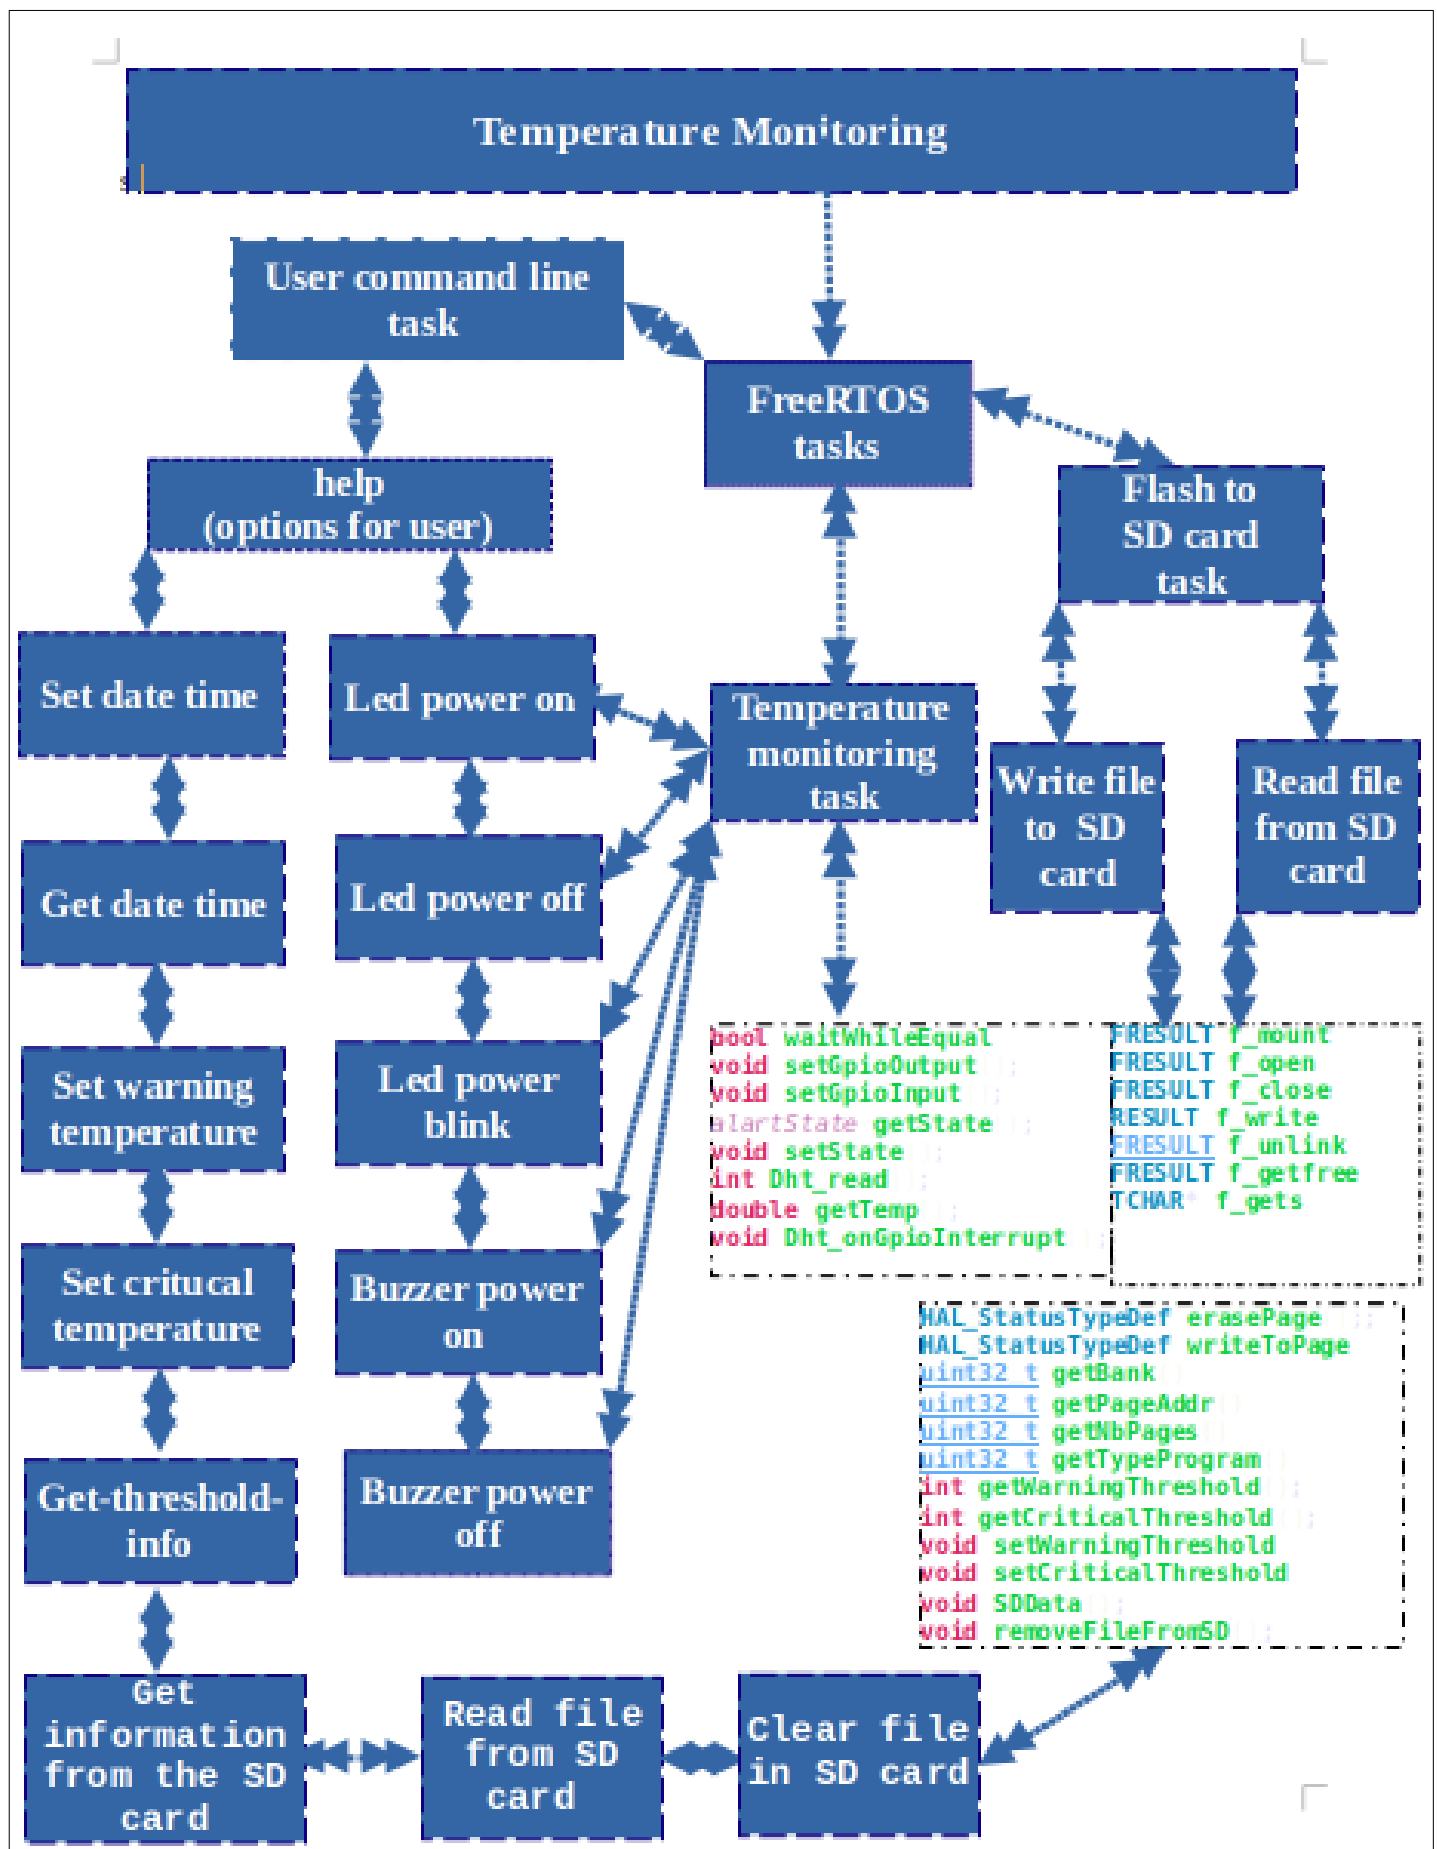 Temperature Monitoring
s
User command line
task
FreeRTOS
tasks
help
(options for user)
Flash to
SD card
task
Set date time
Led power on
Temperature
monitoring
task
Write file
to SD
card
Read file
from SD
card
Get date time
Led power off
Set warning
temperature
Led power
blink
bool waitWhileEqual
void setGpioOutput();
void setGpioInput();
alartState getState();
void setState();
int Dht_read();
double getTemp();
void Dht_onGpioInterrupt();
FRESULT f_mount
FRESULT f_open
FRESULT f_close
RESULT f_write
FRESULT f_unlink
FRESULT f_getfree
TCHAR* f_gets
Set critucal
temperature
Buzzer power
on
HAL_StatusTypeDef erasePage();;
HAL_StatusTypeDef writeToPage
uint32_t getBank()
uint32_t getPageAddr()
uint32_t getNbPages()
uint32_t getTypeProgram()
int getWarningThreshold();
int getCriticalThreshold();
void setWarningThreshold
void setCriticalThreshold
void SDData();
void removeFileFromSD();
Get-threshold-
info
Buzzer power
off
Get
information
from the SD
card
Read file
from SD
card
Clear file
in SD card